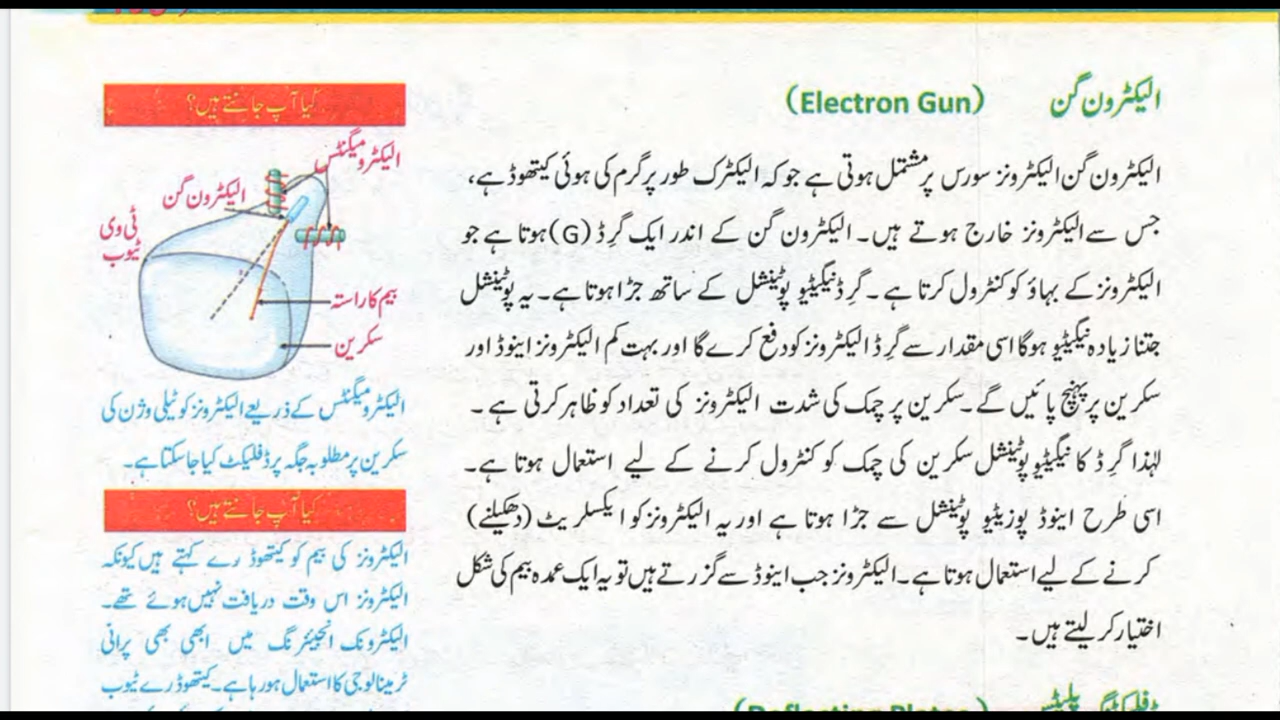 الیکٹرون گن (Electron Gun)
الیکٹرون گن الیکٹرونز سورس پر مشتمل ہوتی ہے جو کہ الیکٹرک طور پر گرم کی ہوئی کیتھوڈ ہے،
جس سے الیکٹرونز خارج ہوتے ہیں۔ الیکٹرون گن کے اندر ایک گرِڈ (G) ہوتا ہے جو
الیکٹرونز کے بہاؤ کو کنٹرول کرتا ہے۔ گرِڈ نیگیٹیو پوٹینشل کے ساتھ جڑا ہوتا ہے۔ یہ پوٹینشل
جتنا زیادہ نیگیٹیو ہوگا اسی مقدار سے گرِڈ الیکٹرونز کو دفع کرے گا اور بہت کم الیکٹرونز اینوڈ اور
سکرین پر پہنچ پائیں گے۔ سکرین پر چمک کی شدت الیکٹرونز کی تعداد کو ظاہر کرتی ہے۔
لہٰذا گرِڈ کا نیگیٹیو پوٹینشل سکرین کی چمک کو کنٹرول کرنے کے لیے استعمال ہوتا ہے۔
اسی طرح اینوڈ پوزیٹیو پوٹینشل سے جڑا ہوتا ہے اور یہ الیکٹرونز کو ایکسلریٹ (دھکیلنے)
کرنے کے لیے استعمال ہوتا ہے۔ الیکٹرونز جب اینوڈ سے گزرتے ہیں تو یہ ایک عمدہ بیم کی شکل
اختیار کر لیتے ہیں۔
ڈفلیکٹنگ پلیٹس (Deflecting Plates)
کیا آپ جانتے ہیں؟
الیکٹرومیگنٹس
الیکٹرون گن
ٹی وی
ٹیوب
بیم کا راستہ
سکرین
الیکٹرومیگنٹس کے ذریعے الیکٹرونز کو ٹیلی وژن کی
سکرین پر مطلوبہ جگہ پر ڈفلیکٹ کیا جا سکتا ہے۔
کیا آپ جانتے ہیں؟
الیکٹرونز کی بیم کو کیتھوڈ رے کہتے ہیں کیونکہ
الیکٹرونز اس وقت دریافت نہیں ہوئے تھے۔
الیکٹرونک انجینئرنگ میں ابھی بھی پرانی
ٹرمینالوجی کا استعمال ہو رہا ہے۔ کیتھوڈ رے ٹیوب